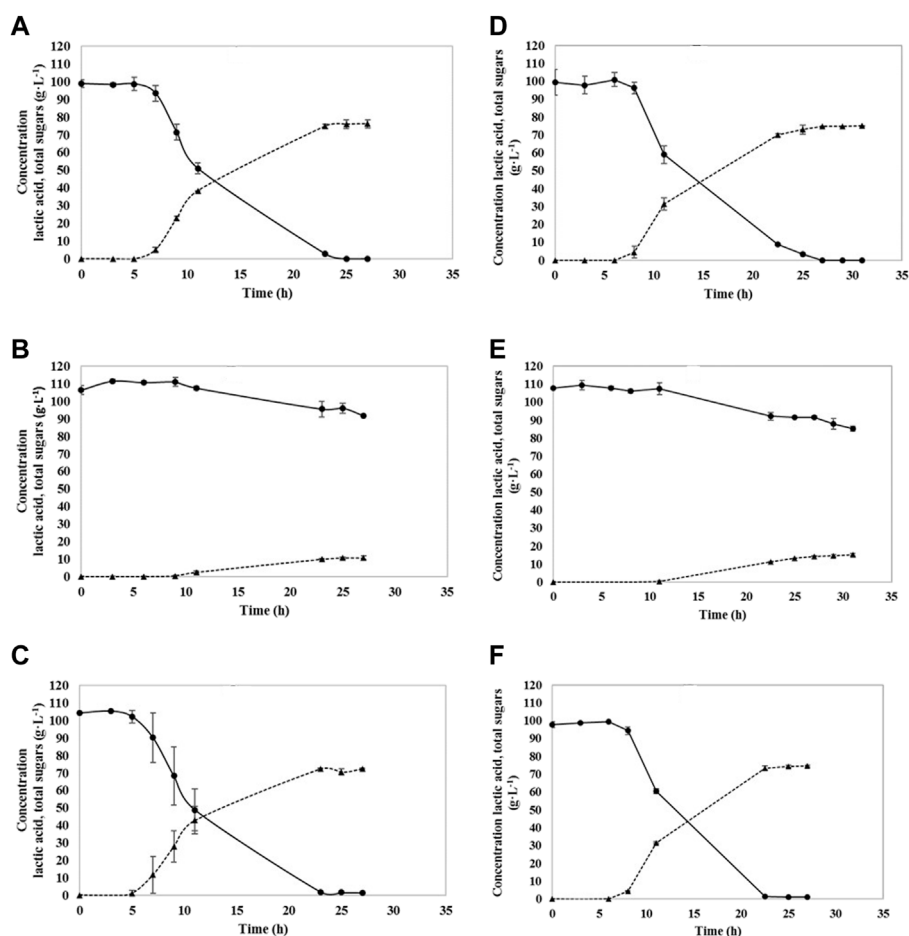 A
Concentration
lactic acid, total sugars (g·L⁻¹)
120
110
100
90
80
70
60
50
40
30
20
10
0
0 5 10 15 20 25 30 35
Time (h)
D
Concentration lactic acid, total sugars
(g·L⁻¹)
120
110
100
90
80
70
60
50
40
30
20
10
0
0 5 10 15 20 25 30 35
Time (h)
B
Concentration
lactic acid, total sugars (g·L⁻¹)
120
110
100
90
80
70
60
50
40
30
20
10
0
0 5 10 15 20 25 30 35
Time (h)
E
Concentration lactic acid, total sugars
(g·L⁻¹)
120
110
100
90
80
70
60
50
40
30
20
10
0
0 5 10 15 20 25 30 35
Time (h)
C
Concentration
lactic acid, total sugars (g·L⁻¹)
120
110
100
90
80
70
60
50
40
30
20
10
0
0 5 10 15 20 25 30 35
Time (h)
F
Concentration lactic acid, total sugars
(g·L⁻¹)
120
110
100
90
80
70
60
50
40
30
20
10
0
0 5 10 15 20 25 30 35
Time (h)